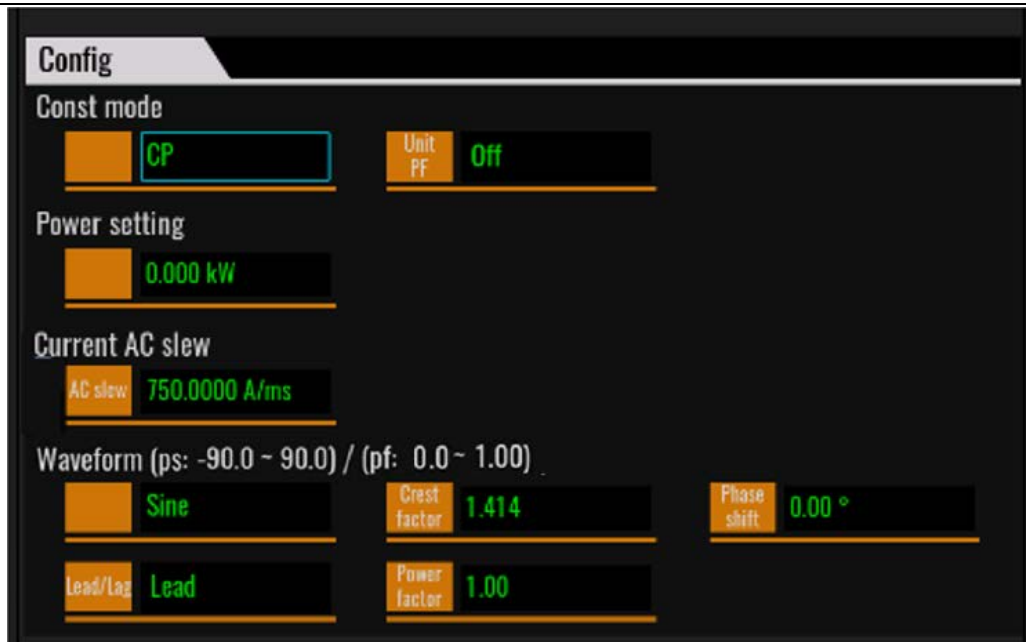 Config
Const mode
CP
Unit PF
Off
Power setting
0.000 kW
Current AC slew
AC slew
750.0000 A/ms
Waveform (ps: -90.0 ~ 90.0) / (pf: 0.0 ~ 1.00)
Sine
Crest factor
1.414
Phase shift
0.00 °
Lead/Lag
Lead
Power factor
1.00